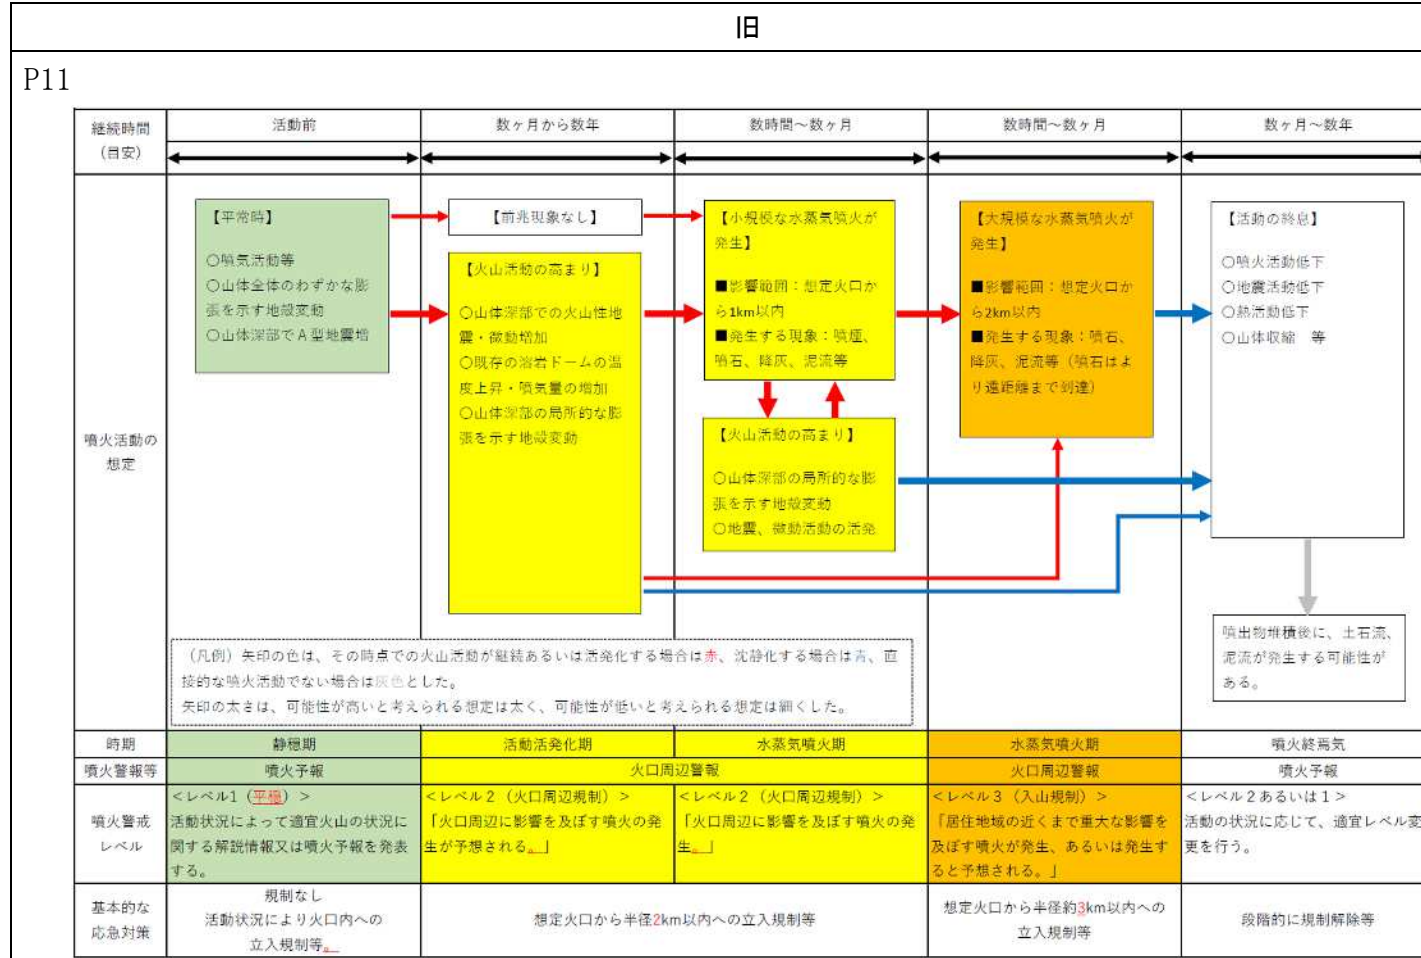 旧
P11
継続時間
（目安）
活動前
数ヶ月から数年
数時間～数ヶ月
数時間～数ヶ月
数ヶ月～数年
噴火活動の
想定
【平常時】
○噴気活動等
○山体全体のわずかな膨
張を示す地殻変動
○山体深部でA型地震増
【前兆現象なし】
【火山活動の高まり】
○山体深部での火山性地
震・微動増加
○既存の溶岩ドームの温
度上昇・噴気量の増加
○山体深部の局所的な膨
張を示す地殻変動
【小規模な水蒸気噴火が
発生】
■影響範囲：想定火口か
ら1km以内
■発生する現象：噴煙、
噴石、降灰、泥流等
【火山活動の高まり】
○山体深部の局所的な膨
張を示す地殻変動
○地震、微動活動の活発
【大規模な水蒸気噴火が
発生】
■影響範囲：想定火口か
ら2km以内
■発生する現象：噴石、
降灰、泥流等（噴石はよ
り遠距離まで到達）
【活動の終息】
○噴火活動低下
○地震活動低下
○熱活動低下
○山体収縮　等
噴出物堆積後に、土石流、
泥流が発生する可能性が
ある。
（凡例）矢印の色は、その時点での火山活動が継続あるいは活発化する場合は赤、沈静化する場合は青、直
接的な噴火活動でない場合は灰色とした。
矢印の太さは、可能性が高いと考えられる想定は太く、可能性が低いと考えられる想定は細くした。
時期
静穏期
活動活発化期
水蒸気噴火期
水蒸気噴火期
噴火終焉気
噴火警報等
噴火予報
火口周辺警報
火口周辺警報
噴火予報
噴火警戒
レベル
＜レベル1（平穏）＞
活動状況によって適宜火山の状況に
関する解説情報又は噴火予報を発表
する。
＜レベル２（火口周辺規制）＞
「火口周辺に影響を及ぼす噴火の発
生が予想される。」
＜レベル２（火口周辺規制）＞
「火口周辺に影響を及ぼす噴火の発
生。」
＜レベル３（入山規制）＞
「居住地域の近くまで重大な影響を
及ぼす噴火が発生、あるいは発生す
ると予想される。」
＜レベル２あるいは１＞
活動の状況に応じて、適宜レベル変
更を行う。
基本的な
応急対策
規制なし
活動状況により火口内への
立入規制等。
想定火口から半径2km以内への立入規制等
想定火口から半径約3km以内への
立入規制等
段階的に規制解除等